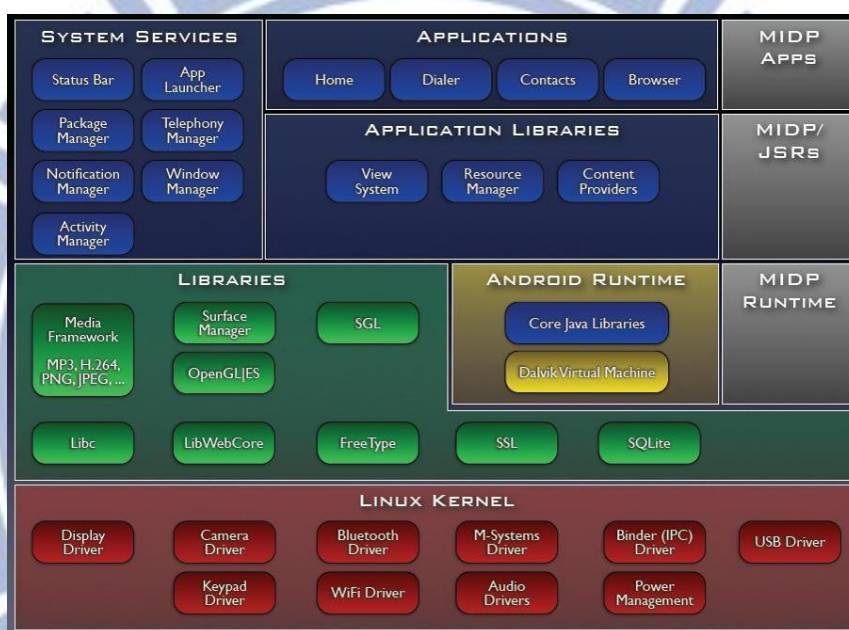 SYSTEM SERVICES
Status Bar
App
Launcher
Package
Manager
Telephony
Manager
Notification
Manager
Window
Manager
Activity
Manager
APPLICATIONS
Home
Dialer
Contacts
Browser
APPLICATION LIBRARIES
View
System
Resource
Manager
Content
Providers
MIDP
APPS
MIDP/
JSRS
LIBRARIES
Media
Framework
MP3, H.264,
PNG, JPEG, ...
Surface
Manager
OpenGL|ES
SGL
Libc
LibWebCore
FreeType
SSL
SQLite
ANDROID RUNTIME
Core Java Libraries
Dalvik Virtual Machine
MIDP
RUNTIME
LINUX KERNEL
Display
Driver
Camera
Driver
Bluetooth
Driver
M-Systems
Driver
Binder (IPC)
Driver
USB Driver
Keypad
Driver
WiFi Driver
Audio
Drivers
Power
Management